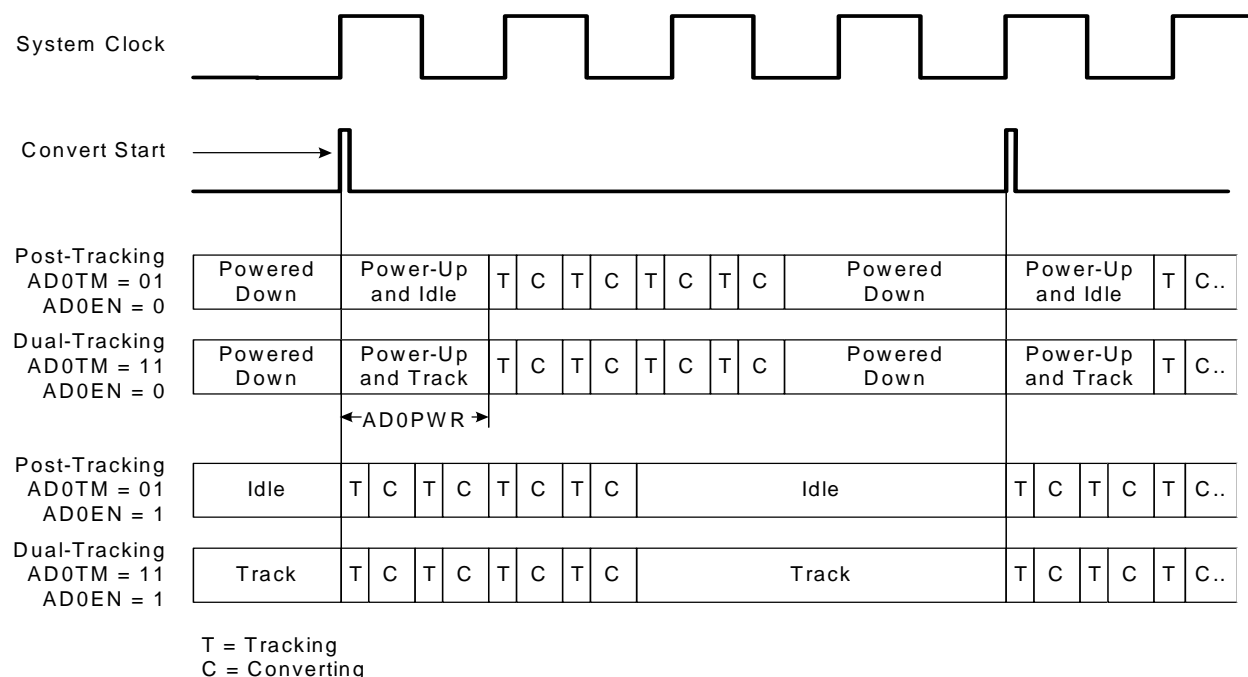 System Clock
Convert Start
Post-Tracking
AD0TM = 01
AD0EN = 0
Powered
Down
Power-Up
and Idle
T C T C T C T C
Powered
Down
Power-Up
and Idle
T C..
Dual-Tracking
AD0TM = 11
AD0EN = 0
Powered
Down
Power-Up
and Track
T C T C T C T C
Powered
Down
Power-Up
and Track
T C..
AD0PWR
Post-Tracking
AD0TM = 01
AD0EN = 1
Idle
T C T C T C T C
Idle
T C T C T C..
Dual-Tracking
AD0TM = 11
AD0EN = 1
Track
T C T C T C T C
Track
T C T C T C..
T = Tracking
C = Converting